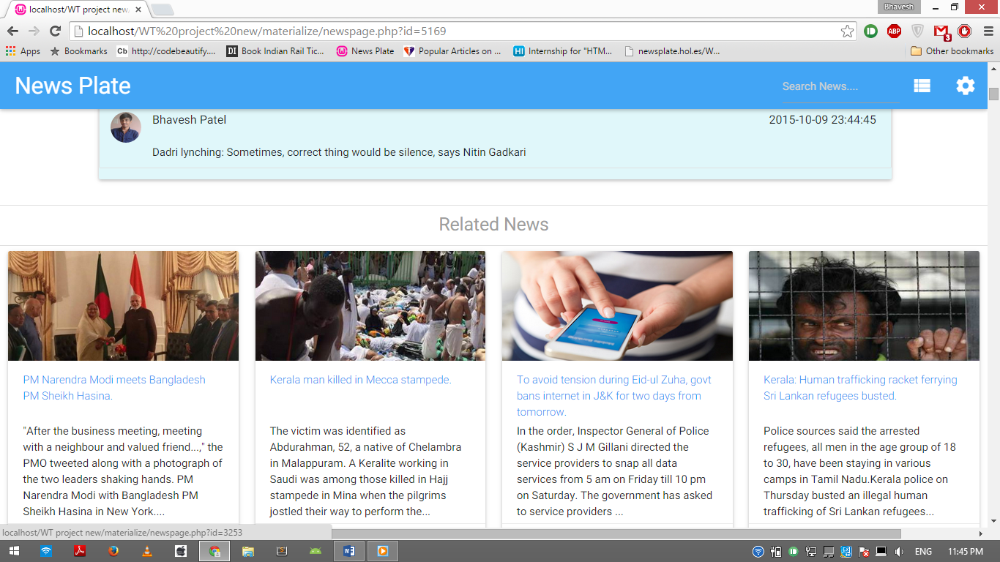 localhost/WT project new
Bhavesh
localhost/WT%20project%20new/materialize/newspage.php?id=5169
ABP
3
Apps
Bookmarks
Cb http://codebeautify....
DI Book Indian Rail Tic...
News Plate
Popular Articles on ...
HI Internship for "HTM...
newsplate.hol.es/W...
Other bookmarks
News Plate
Search News....
Bhavesh Patel
2015-10-09 23:44:45
Dadri lynching: Sometimes, correct thing would be silence, says Nitin Gadkari
Related News
PM Narendra Modi meets Bangladesh
PM Sheikh Hasina.
"After the business meeting, meeting
with a neighbour and valued friend...," the
PMO tweeted along with a photograph of
the two leaders shaking hands. PM
Narendra Modi with Bangladesh PM
Sheikh Hasina in New York....
Kerala man killed in Mecca stampede.
The victim was identified as
Abdurahman, 52, a native of Chelambra
in Malappuram. A Keralite working in
Saudi was among those killed in Hajj
stampede in Mina when the pilgrims
jostled their way to perform the...
To avoid tension during Eid-ul Zuha, govt
bans internet in J&K for two days from
tomorrow.
In the order, Inspector General of Police
(Kashmir) S J M Gillani directed the
service providers to snap all data
services from 5 am on Friday till 10 pm
on Saturday. The government has asked
to service providers ...
Kerala: Human trafficking racket ferrying
Sri Lankan refugees busted.
Police sources said the arrested
refugees, all men in the age group of 18
to 30, have been staying in various
camps in Tamil Nadu.Kerala police on
Thursday busted an illegal human
trafficking of Sri Lankan refugees...
localhost/WT project new/materialize/newspage.php?id=3253
ENG
11:45 PM